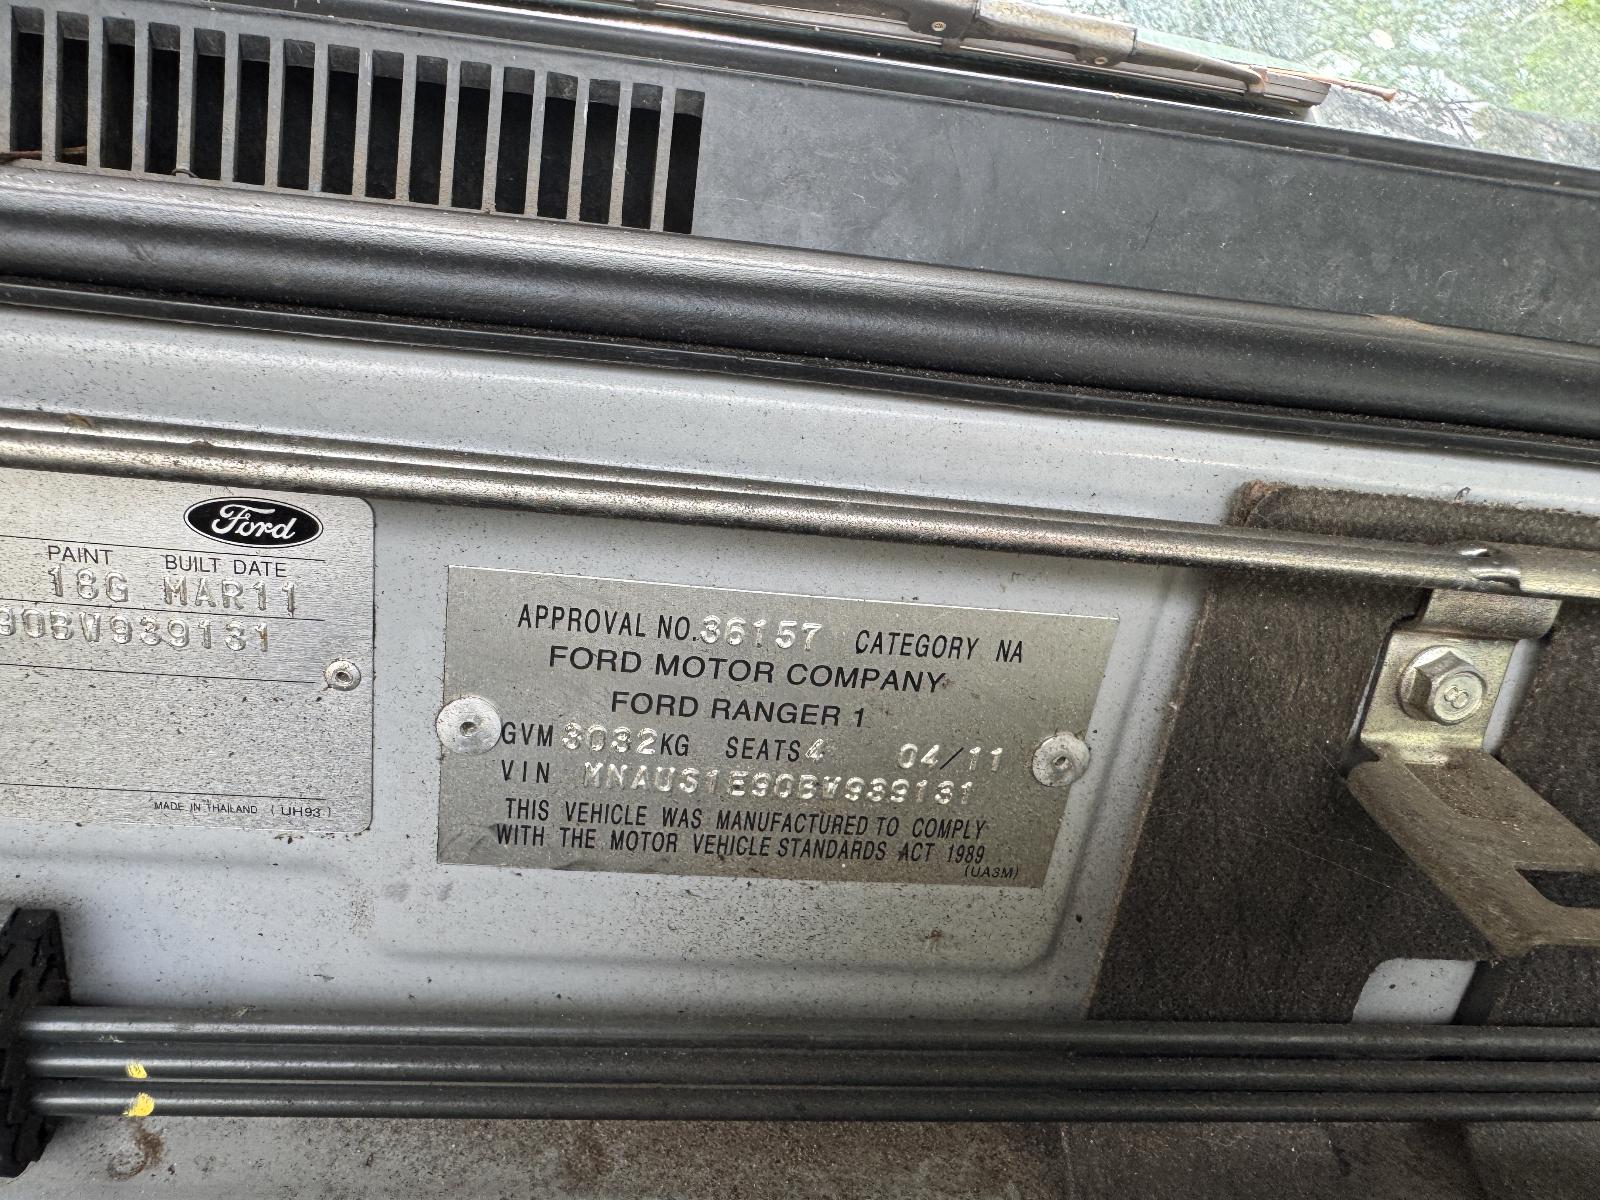 Ford
PAINT BUILT DATE
18G MAR11
90BW939131
MADE IN THAILAND (UH93)
APPROVAL NO. 36157 CATEGORY NA
FORD MOTOR COMPANY
FORD RANGER 1
GVM 3032KG SEATS 4 04/11
VIN MNAUS1E90BW939131
THIS VEHICLE WAS MANUFACTURED TO COMPLY
WITH THE MOTOR VEHICLE STANDARDS ACT 1989
(UA3M)
8